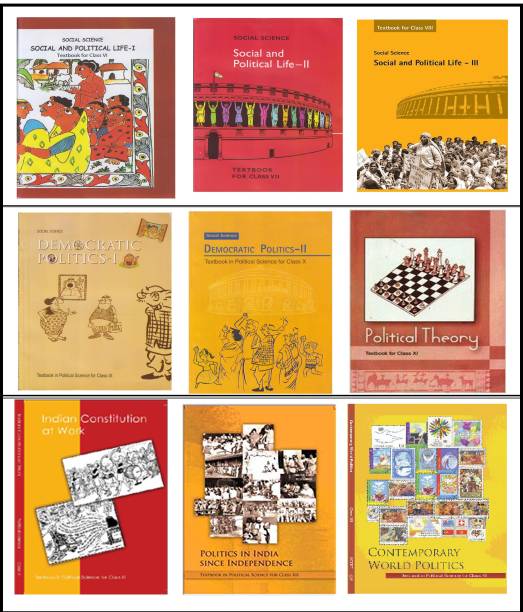 SOCIAL SCIENCE
SOCIAL AND POLITICAL LIFE-I
Textbook for Class VI
SOCIAL SCIENCE
Social and
Political Life–II
TEXTBOOK
FOR CLASS VII
Textbook for Class VIII
Social Science
Social and Political Life - III
SOCIAL SCIENCE
DEMOCRATIC
POLITICS-I
Textbook in Political Science for Class IX
Social Science
DEMOCRATIC POLITICS–II
Textbook in Political Science for Class X
Political Theory
Textbook for Class XI
Indian Constitution
at Work
Textbook in Political Science for Class XI
POLITICS IN INDIA
SINCE INDEPENDENCE
TEXTBOOK IN POLITICAL SCIENCE FOR CLASS XII
Contemporary World Politics
CONTEMPORARY
WORLD POLITICS
Textbook in Political Science for Class XII